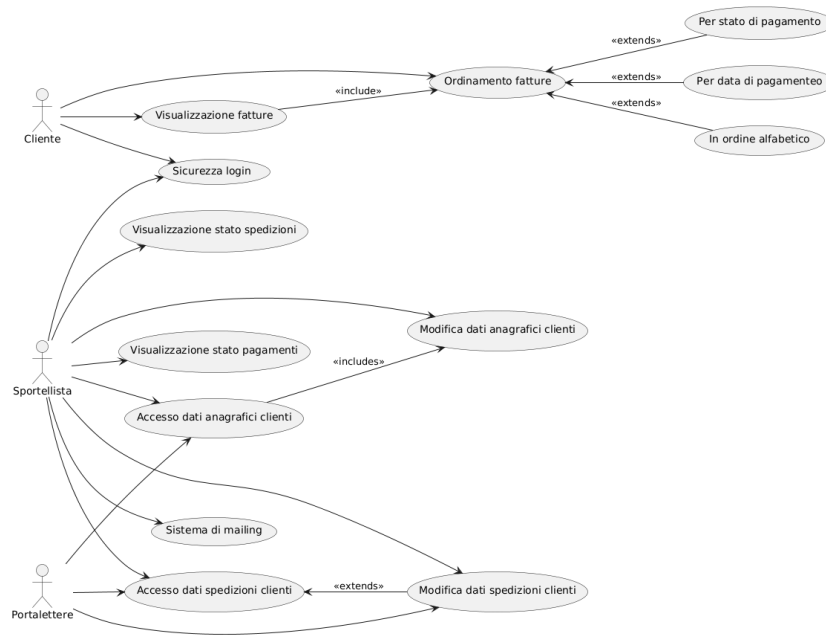 Per stato di pagamento
«extends»
Ordinamento fatture
«extends»
Per data di pagamenteo
«include»
«extends»
Visualizzazione fatture
Cliente
In ordine alfabetico
Sicurezza login
Visualizzazione stato spedizioni
Modifica dati anagrafici clienti
Visualizzazione stato pagamenti
«includes»
Sportellista
Accesso dati anagrafici clienti
Sistema di mailing
«extends»
Accesso dati spedizioni clienti
Modifica dati spedizioni clienti
Portalettere